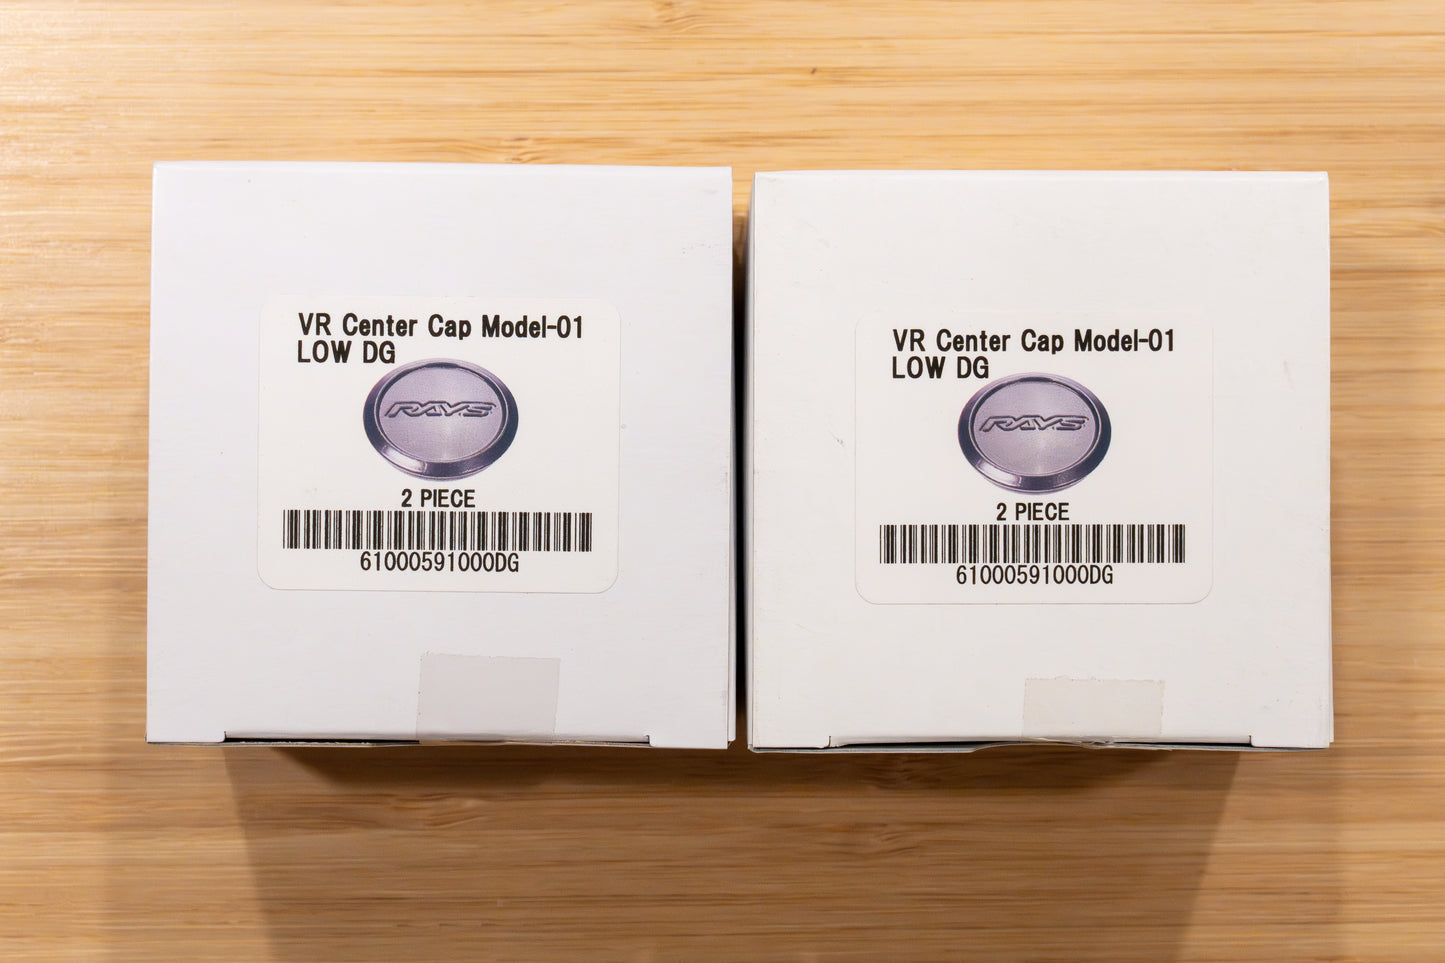 VR Center Cap Model-01
LOW DG
RAYS
2 PIECE
61000591000DG
VR Center Cap Model-01
LOW DG
RAYS
2 PIECE
61000591000DG